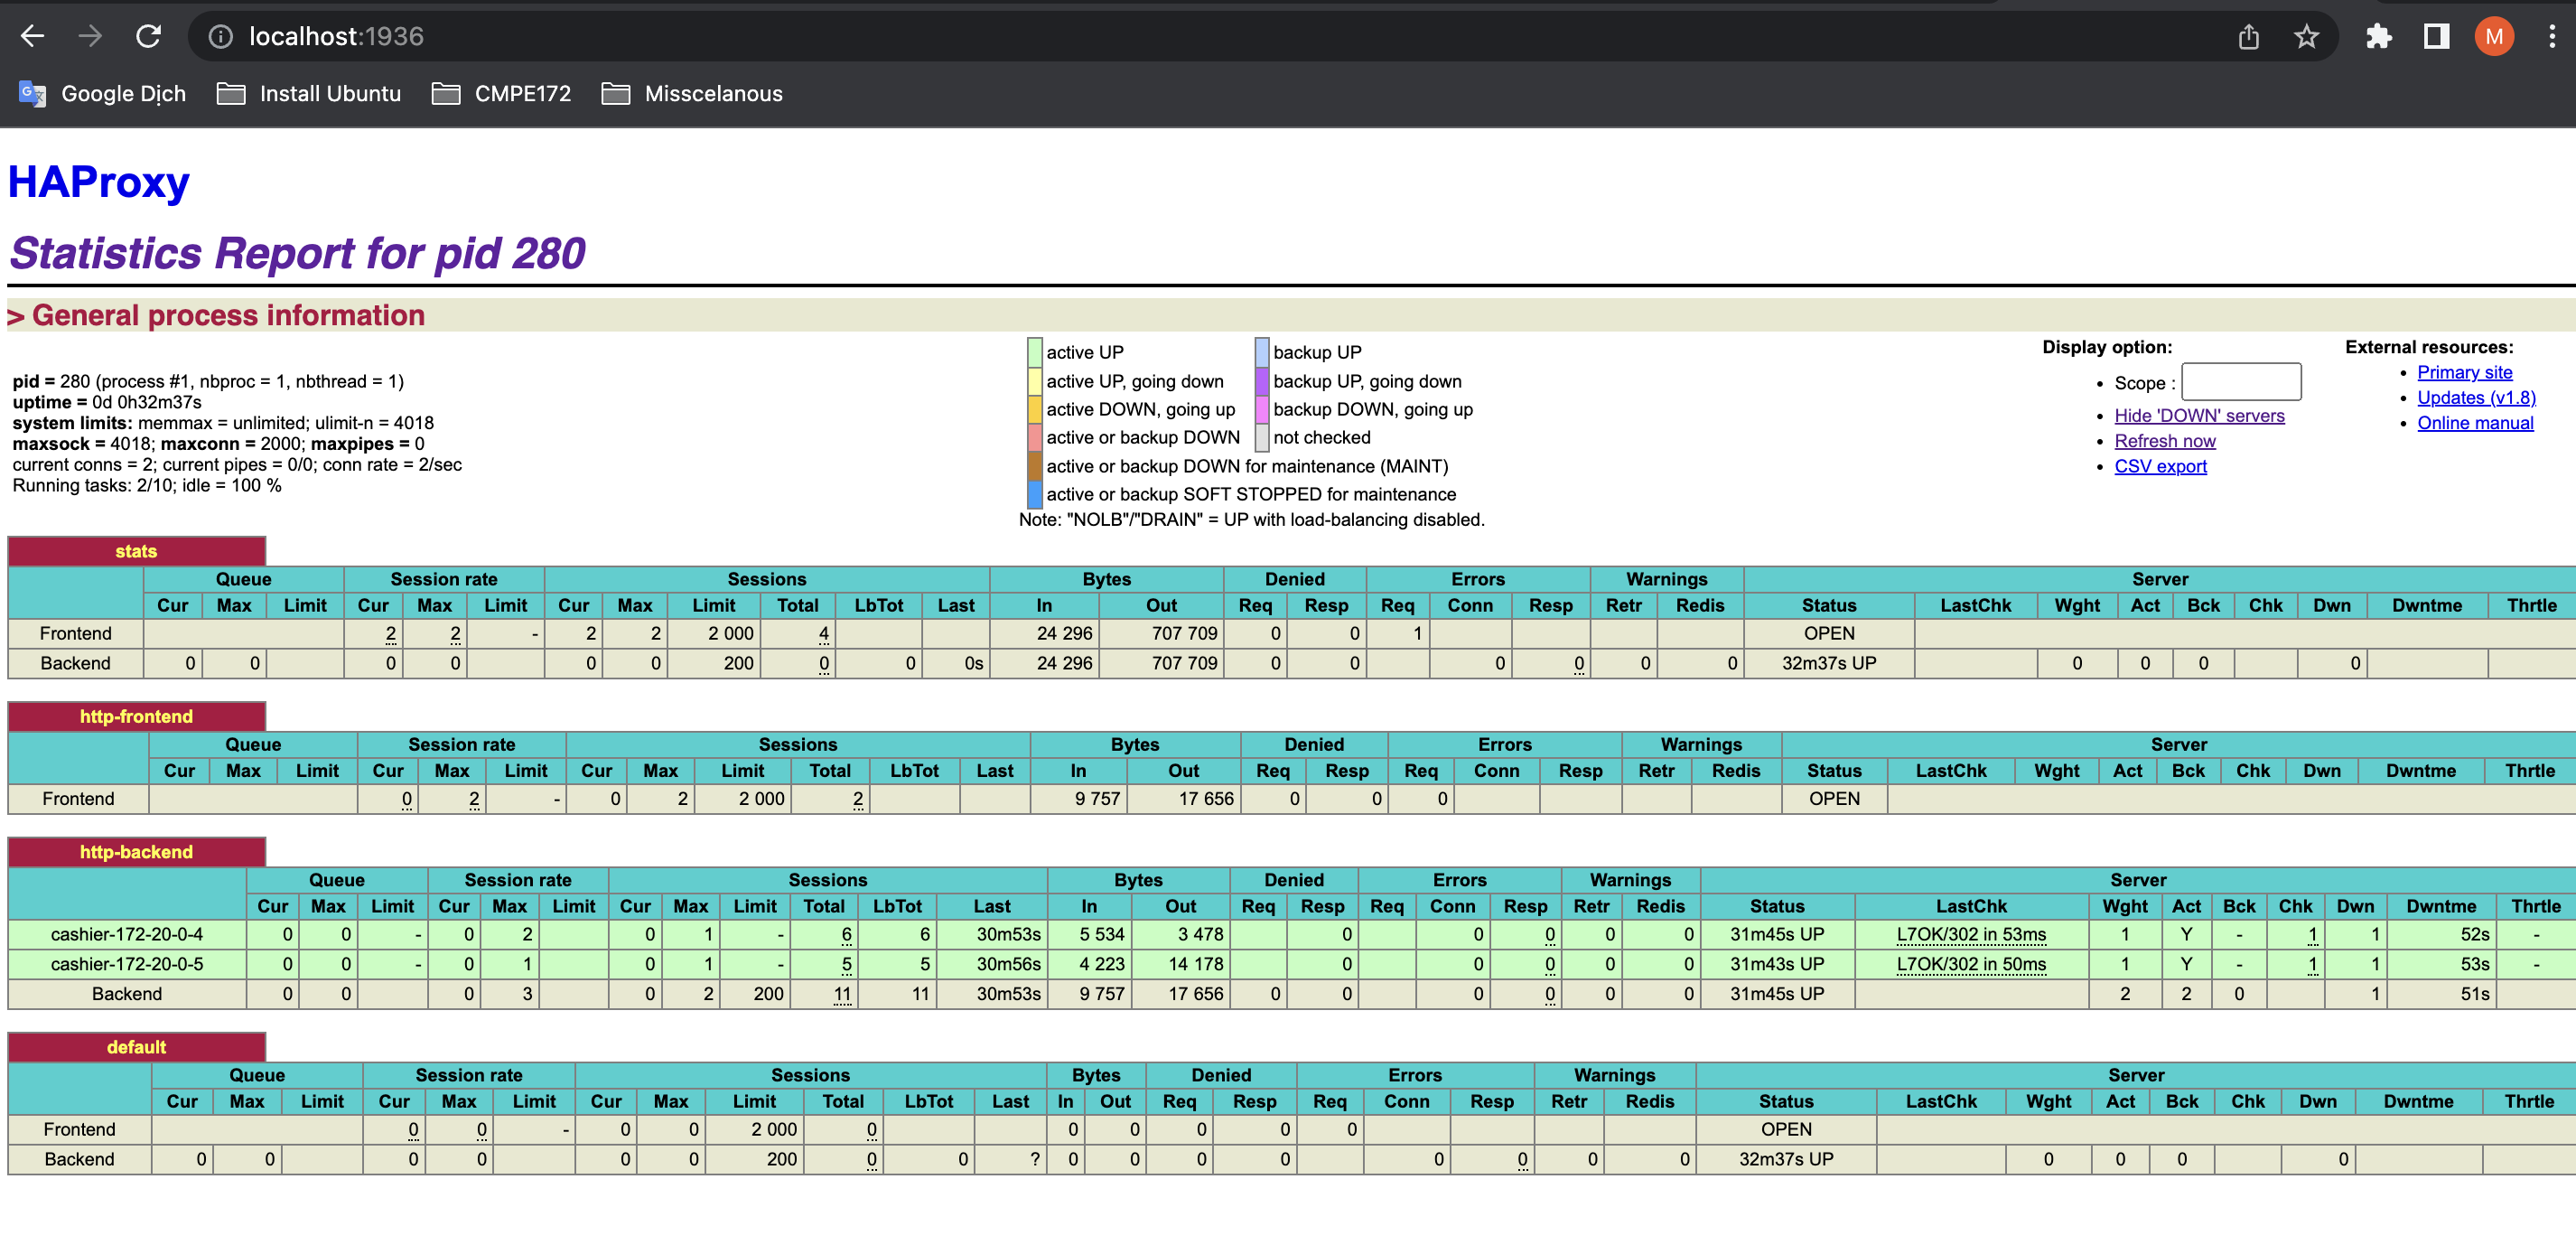 localhost:1936
M
Google Dịch Install Ubuntu CMPE172 Misscelanous
HAProxy
Statistics Report for pid 280
> General process information
pid = 280 (process #1, nbproc = 1, nbthread = 1)
uptime = 0d 0h32m37s
system limits: memmax = unlimited; ulimit-n = 4018
maxsock = 4018; maxconn = 2000; maxpipes = 0
current conns = 2; current pipes = 0/0; conn rate = 2/sec
Running tasks: 2/10; idle = 100 %
active UP backup UP
active UP, going down backup UP, going down
active DOWN, going up backup DOWN, going up
active or backup DOWN not checked
active or backup DOWN for maintenance (MAINT)
active or backup SOFT STOPPED for maintenance
Note: "NOLB"/"DRAIN" = UP with load-balancing disabled.
Display option:
• Scope :
• Hide 'DOWN' servers
• Refresh now
• CSV export
External resources:
• Primary site
• Updates (v1.8)
• Online manual
stats
Queue Session rate Sessions Bytes Denied Errors Warnings Server
Cur Max Limit Cur Max Limit Cur Max Limit Total LbTot Last In Out Req Resp Req Conn Resp Retr Redis Status LastChk Wght Act Bck Chk Dwn Dwntme Thrtle
Frontend 2 2 - 2 2 2 000 4 24 296 707 709 0 0 1 OPEN
Backend 0 0 0 0 0 0 200 0 0 0s 24 296 707 709 0 0 0 0 0 0 32m37s UP 0 0 0 0
http-frontend
Queue Session rate Sessions Bytes Denied Errors Warnings Server
Cur Max Limit Cur Max Limit Cur Max Limit Total LbTot Last In Out Req Resp Req Conn Resp Retr Redis Status LastChk Wght Act Bck Chk Dwn Dwntme Thrtle
Frontend 0 2 - 0 2 2 000 2 9 757 17 656 0 0 0 OPEN
http-backend
Queue Session rate Sessions Bytes Denied Errors Warnings Server
Cur Max Limit Cur Max Limit Cur Max Limit Total LbTot Last In Out Req Resp Req Conn Resp Retr Redis Status LastChk Wght Act Bck Chk Dwn Dwntme Thrtle
cashier-172-20-0-4 0 0 - 0 2 0 1 - 6 6 30m53s 5 534 3 478 0 0 0 0 0 31m45s UP L7OK/302 in 53ms 1 Y - 1 1 52s -
cashier-172-20-0-5 0 0 - 0 1 0 1 - 5 5 30m56s 4 223 14 178 0 0 0 0 0 31m43s UP L7OK/302 in 50ms 1 Y - 1 1 53s -
Backend 0 0 0 3 0 2 200 11 11 30m53s 9 757 17 656 0 0 0 0 0 0 31m45s UP 2 2 0 1 51s
default
Queue Session rate Sessions Bytes Denied Errors Warnings Server
Cur Max Limit Cur Max Limit Cur Max Limit Total LbTot Last In Out Req Resp Req Conn Resp Retr Redis Status LastChk Wght Act Bck Chk Dwn Dwntme Thrtle
Frontend 0 0 - 0 0 2 000 0 0 0 0 0 0 OPEN
Backend 0 0 0 0 0 0 200 0 0 ? 0 0 0 0 0 0 0 0 32m37s UP 0 0 0 0